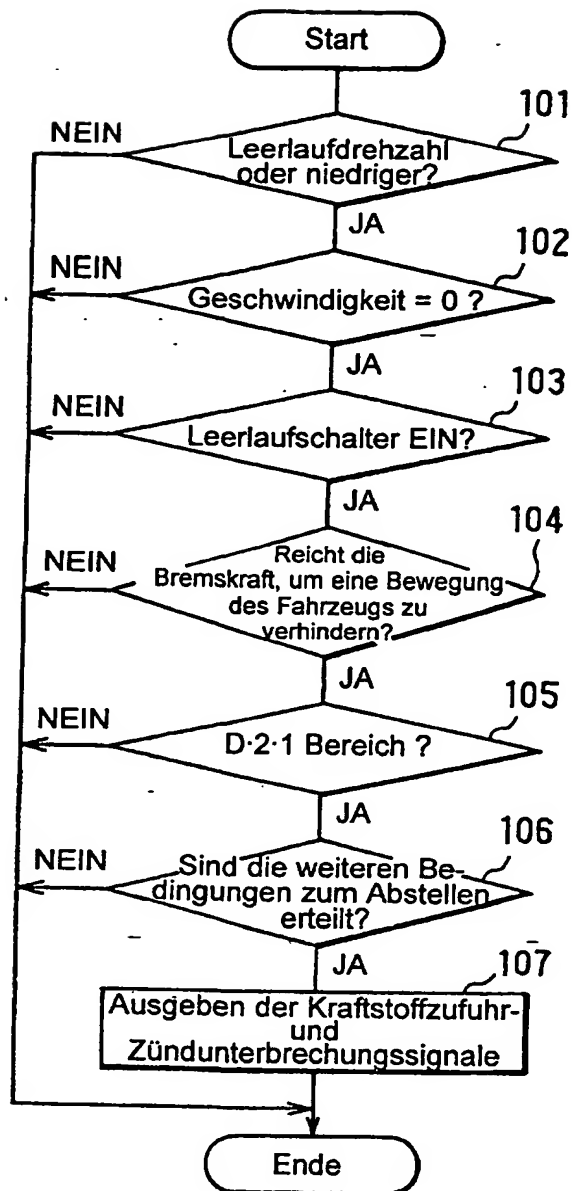 Start
101
NEIN
Leerlaufdrehzahl
oder niedriger?
JA
102
NEIN
Geschwindigkeit = 0 ?
JA
103
NEIN
Leerlaufschalter EIN?
JA
104
NEIN
Reicht die
Bremskraft, um eine Bewegung
des Fahrzeugs zu
verhindern?
JA
105
NEIN
D·2·1 Bereich ?
JA
106
NEIN
Sind die weiteren Be-
dingungen zum Abstellen
erteilt?
JA
107
Ausgeben der Kraftstoffzufuhr-
und
Zündunterbrechungssignale
Ende